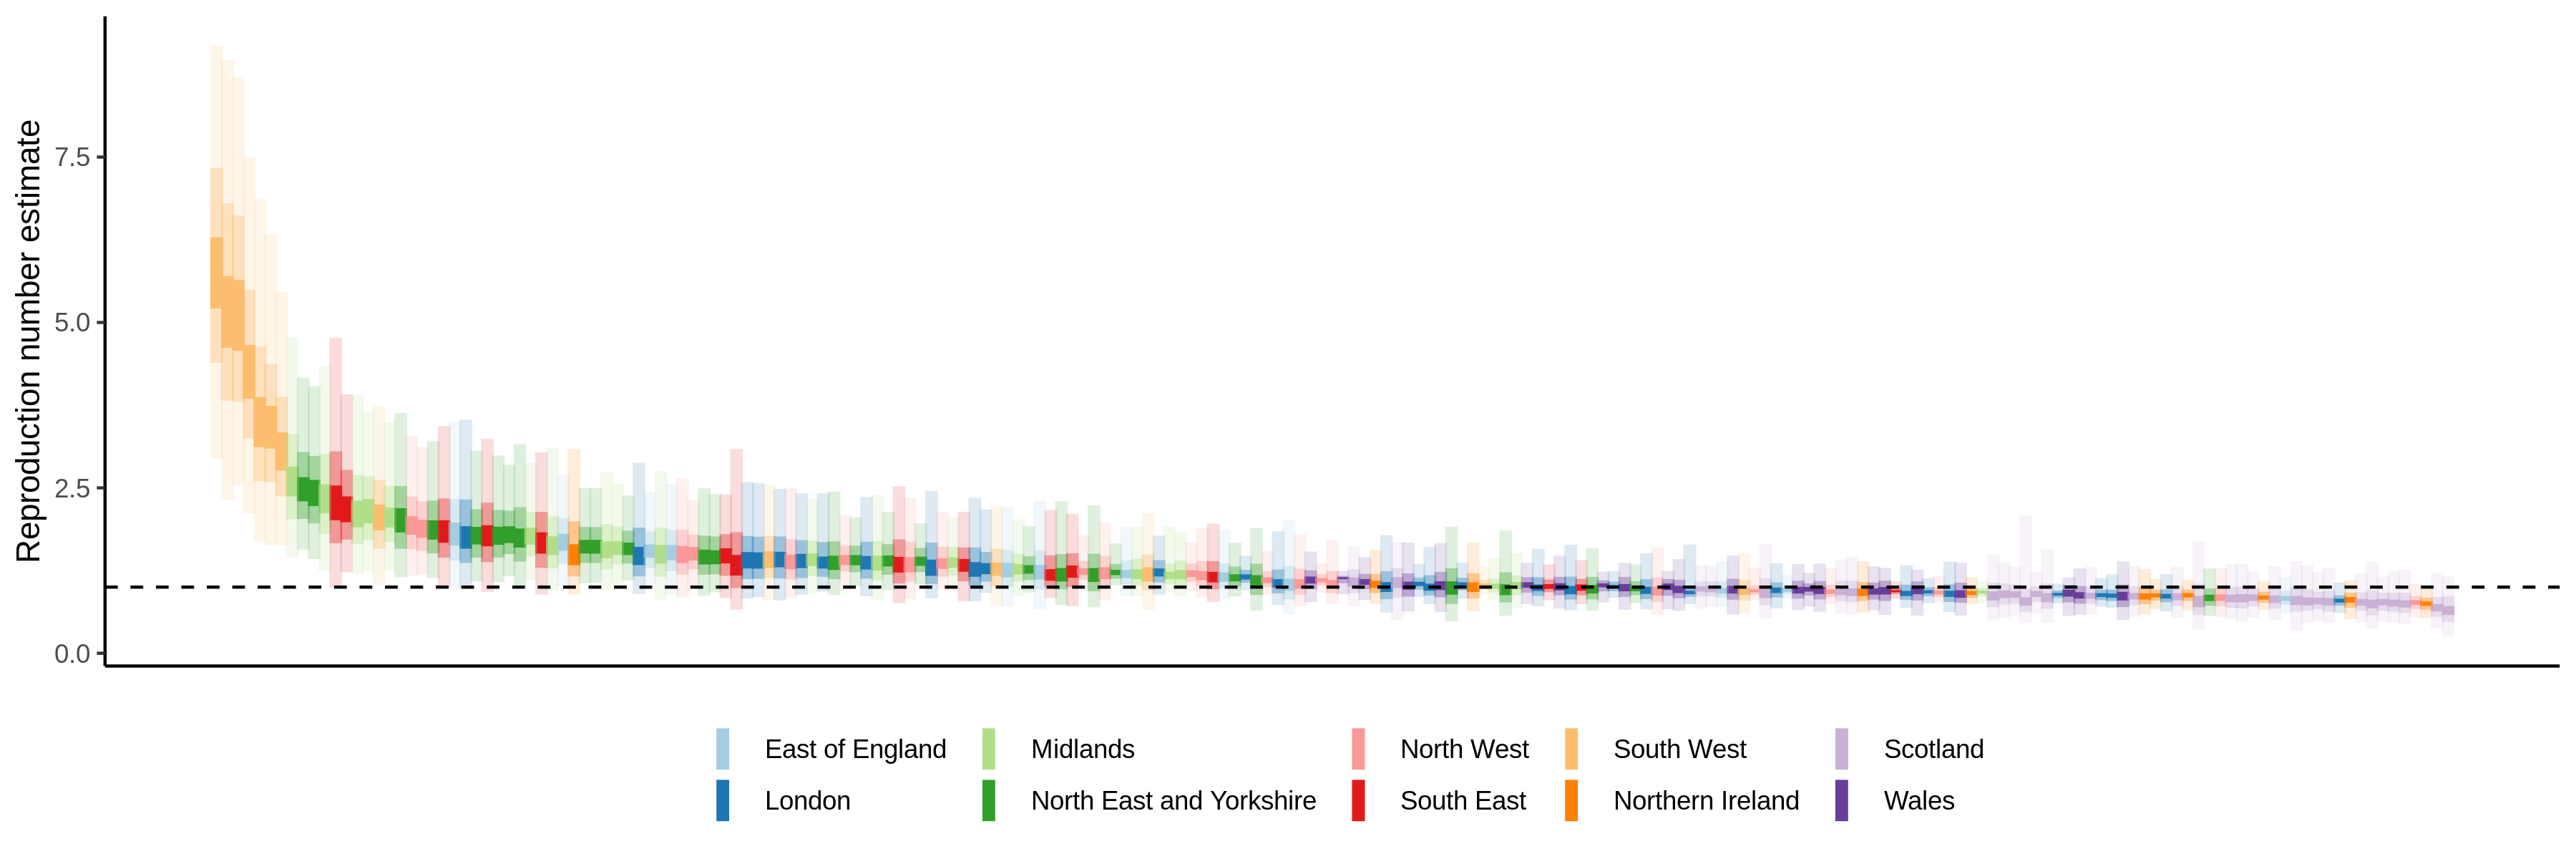 Reproduction number estimate
7.5
5.0
2.5
0.0
East of England
Midlands
North West
South West
Scotland
London
North East and Yorkshire
South East
Northern Ireland
Wales